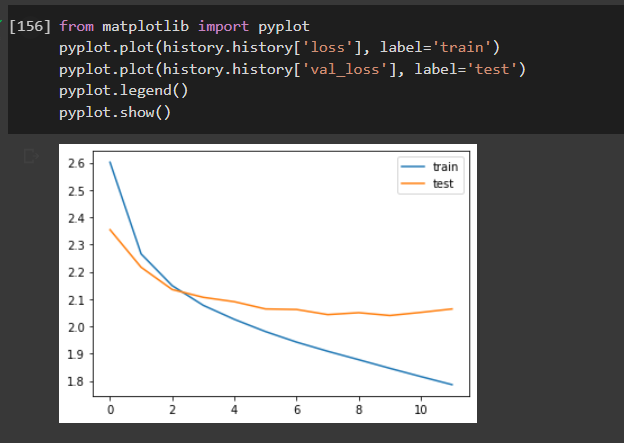 [156] from matplotlib import pyplot
pyplot.plot(history.history['loss'], label='train')
pyplot.plot(history.history['val_loss'], label='test')
pyplot.legend()
pyplot.show()
train
test
2.6
2.5
2.4
2.3
2.2
2.1
2.0
1.9
1.8
0 2 4 6 8 10